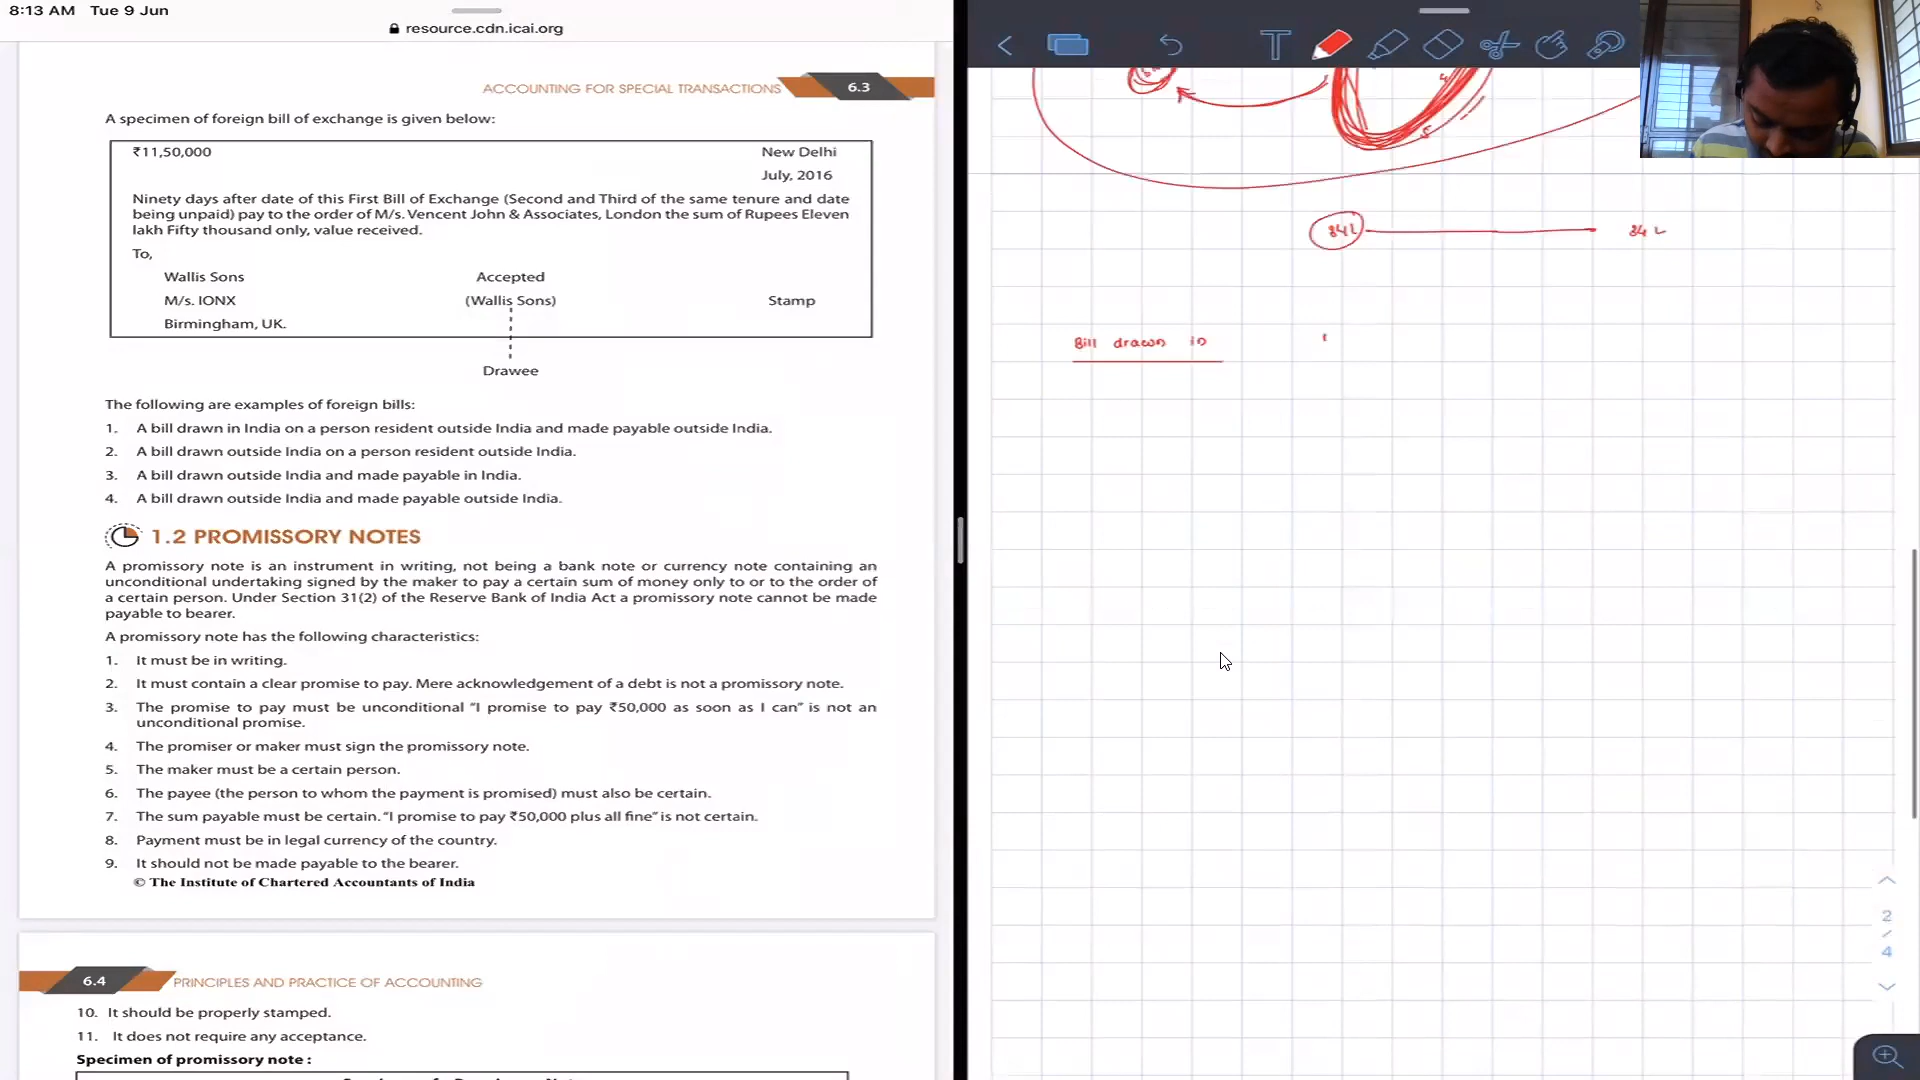 8:13 AM Tue 9 Jun
resource.cdn.icai.org
ACCOUNTING FOR SPECIAL TRANSACTIONS 6.3
A specimen of foreign bill of exchange is given below:
₹11,50,000 New Delhi
July, 2016
Ninety days after date of this First Bill of Exchange (Second and Third of the same tenure and date
being unpaid) pay to the order of M/s. Vencent John & Associates, London the sum of Rupees Eleven
lakh Fifty thousand only, value received.
To,
Wallis Sons Accepted
M/s. IONX (Wallis Sons) Stamp
Birmingham, UK.
Drawee
The following are examples of foreign bills:
1. A bill drawn in India on a person resident outside India and made payable outside India.
2. A bill drawn outside India on a person resident outside India.
3. A bill drawn outside India and made payable in India.
4. A bill drawn outside India and made payable outside India.
1.2 PROMISSORY NOTES
A promissory note is an instrument in writing, not being a bank note or currency note containing an
unconditional undertaking signed by the maker to pay a certain sum of money only to or to the order of
a certain person. Under Section 31(2) of the Reserve Bank of India Act a promissory note cannot be made
payable to bearer.
A promissory note has the following characteristics:
1. It must be in writing.
2. It must contain a clear promise to pay. Mere acknowledgement of a debt is not a promissory note.
3. The promise to pay must be unconditional "I promise to pay ₹50,000 as soon as I can" is not an
unconditional promise.
4. The promiser or maker must sign the promissory note.
5. The maker must be a certain person.
6. The payee (the person to whom the payment is promised) must also be certain.
7. The sum payable must be certain. "I promise to pay ₹50,000 plus all fine" is not certain.
8. Payment must be in legal currency of the country.
9. It should not be made payable to the bearer.
© The Institute of Chartered Accountants of India
6.4 PRINCIPLES AND PRACTICE OF ACCOUNTING
10. It should be properly stamped.
11. It does not require any acceptance.
Specimen of promissory note :
T
34L 34L
Bill drawn in
2
/
4